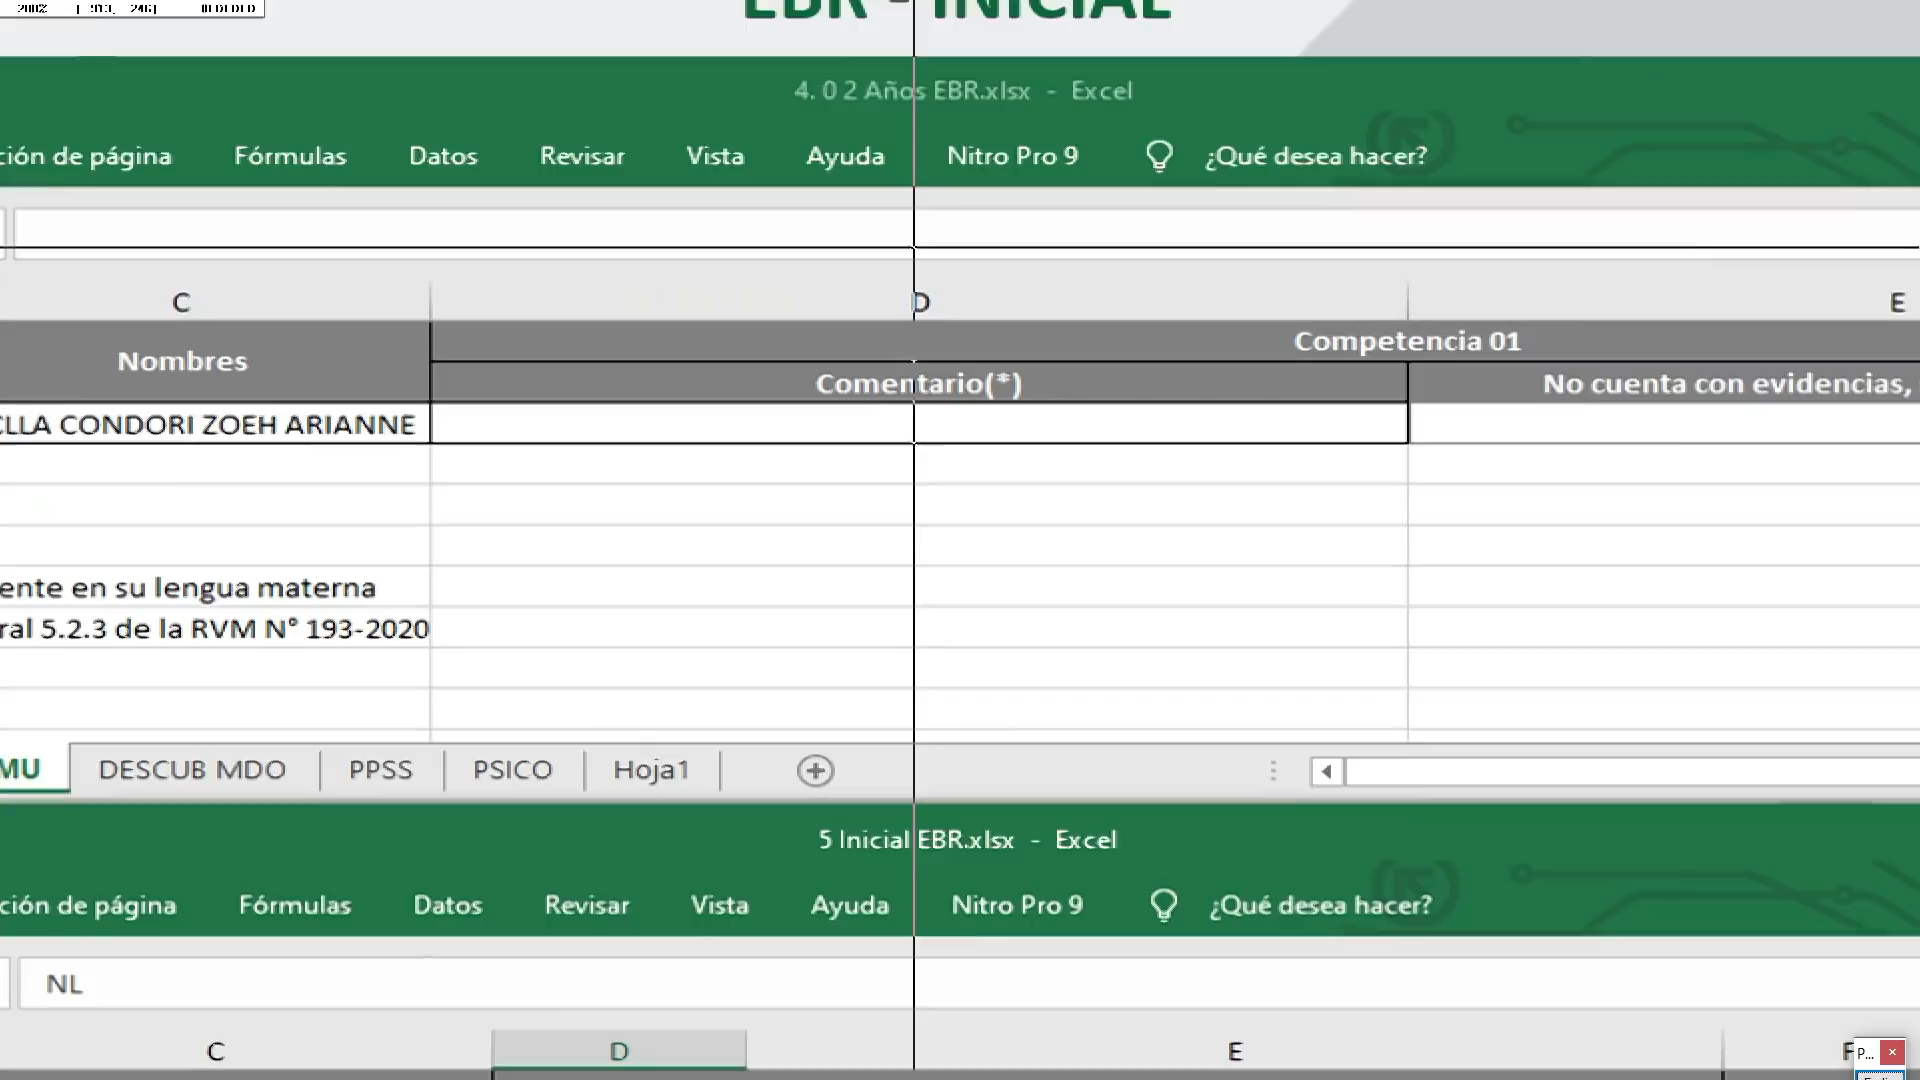 200%
EBR - INICIAL
4. 0 2 Años EBR.xlsx - Excel
ción de página Fórmulas Datos Revisar Vista Ayuda Nitro Pro 9 ¿Qué desea hacer?
C D E
Nombres
Competencia 01
Comentario(*) No cuenta con evidencias,
CLLA CONDORI ZOEH ARIANNE
ente en su lengua materna
ral 5.2.3 de la RVM N° 193-2020
MU DESCUB MDO PPSS PSICO Hoja1
5 Inicial EBR.xlsx - Excel
ción de página Fórmulas Datos Revisar Vista Ayuda Nitro Pro 9 ¿Qué desea hacer?
NL
C D E F
P...